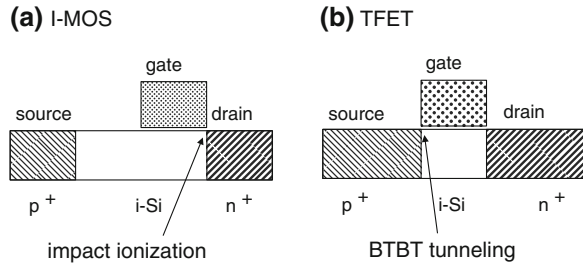 (a) I-MOS
gate
source
drain
p +
i-Si
n +
impact ionization
(b) TFET
gate
source
drain
p +
i-Si
n +
BTBT tunneling